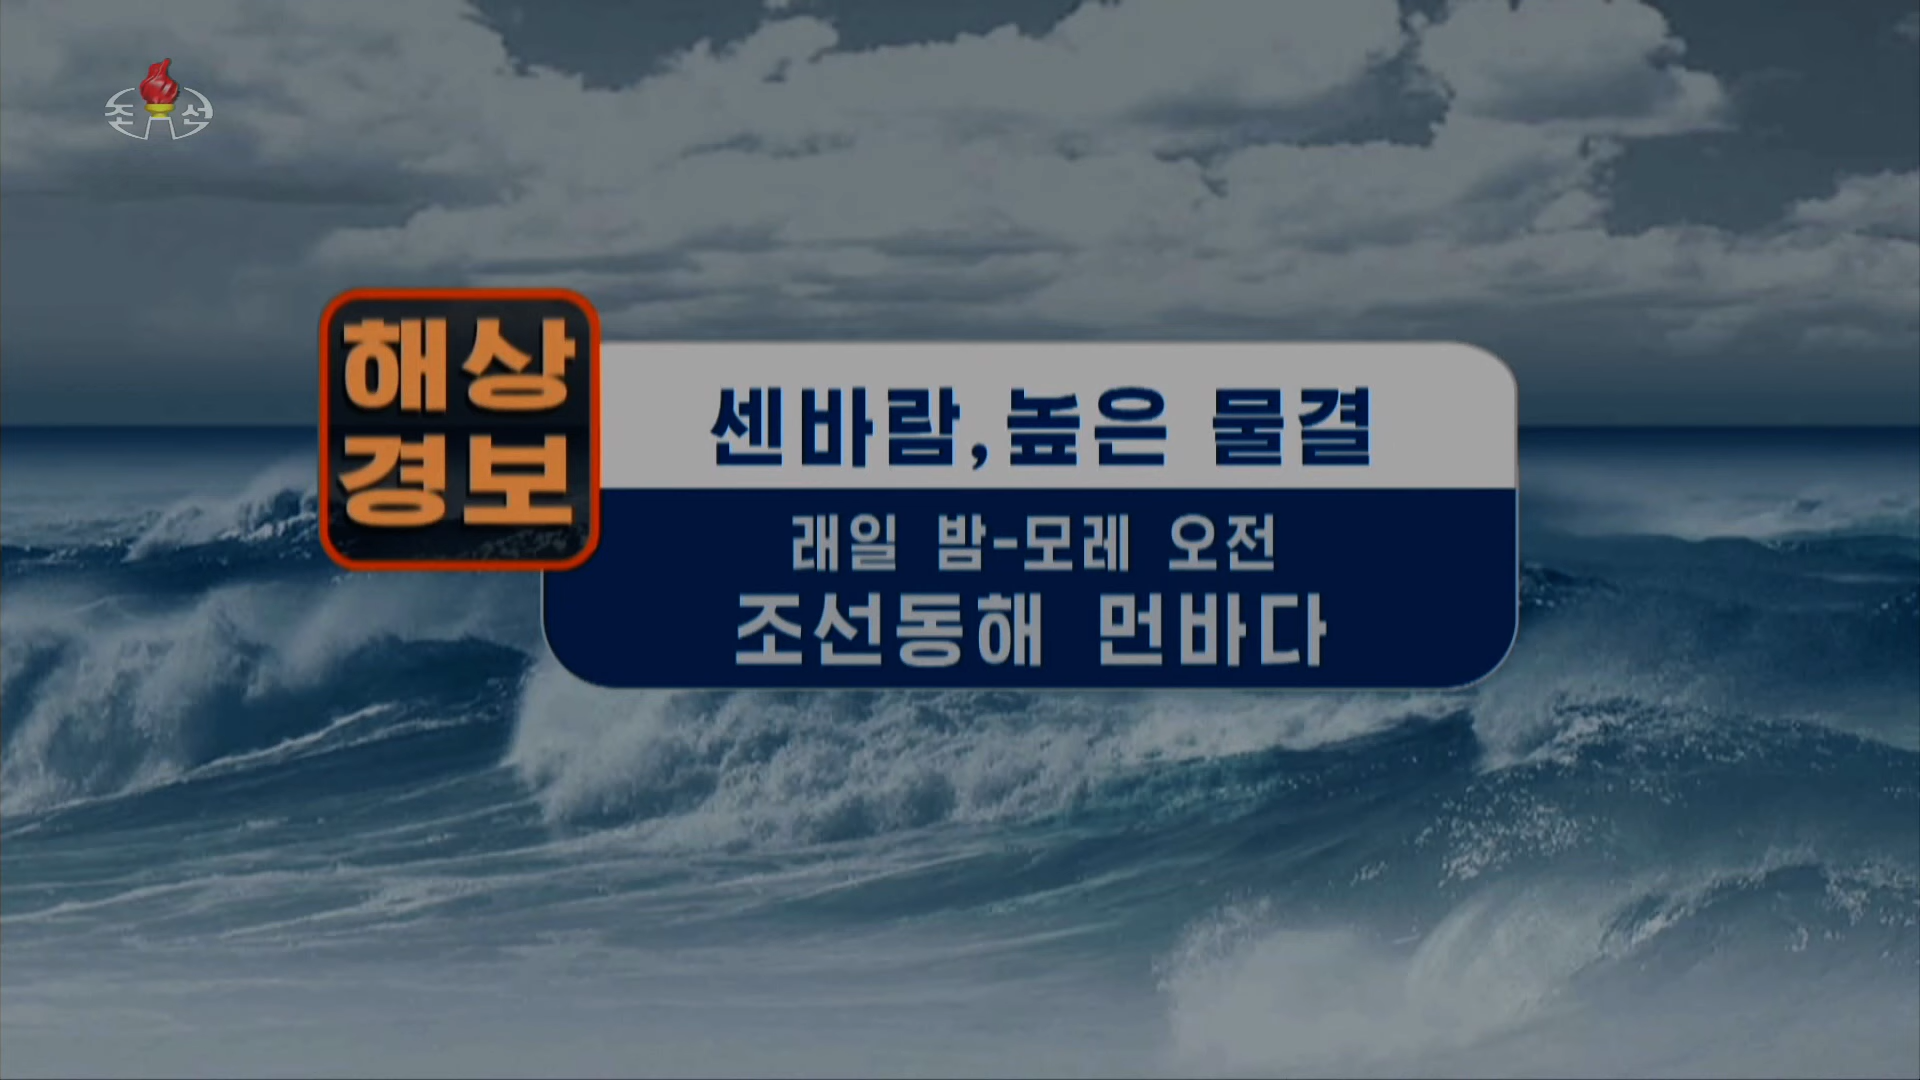 조선
해상
경보
센바람, 높은 물결
래일 밤-모레 오전
조선동해 먼바다